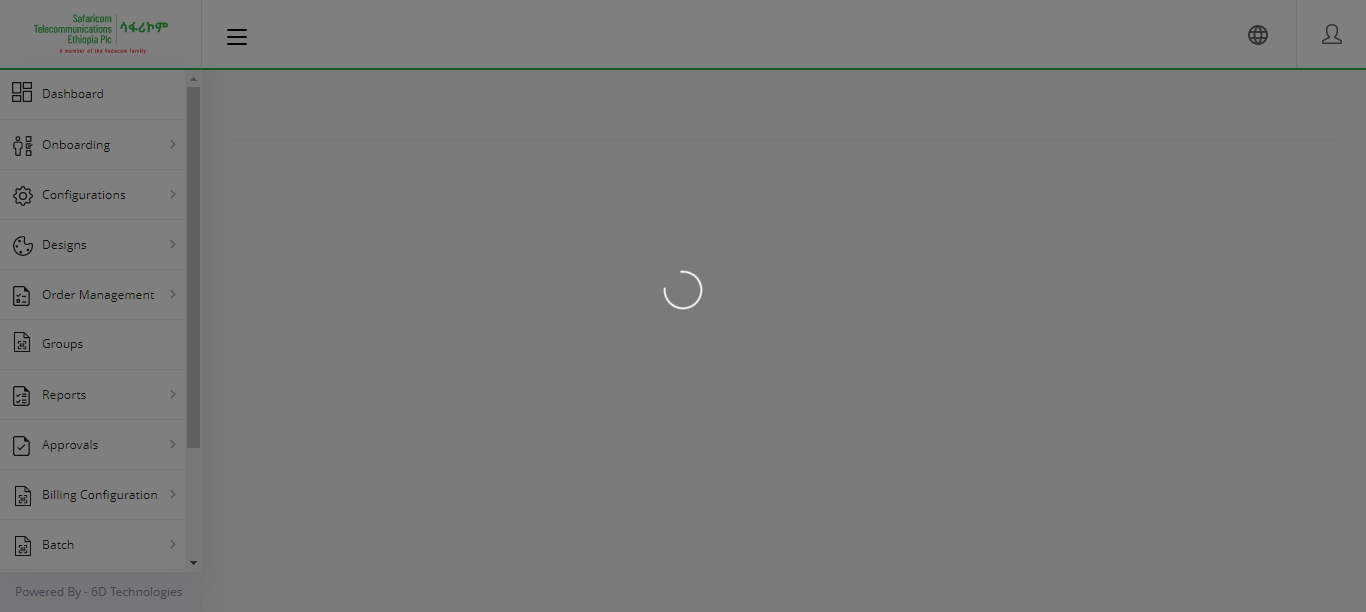 Safaricom
Telecommunications
Ethiopia Plc
ሳፋሪኮም
A member of the Vodacom family
Dashboard
Onboarding
Configurations
Designs
Order Management
Groups
Reports
Approvals
Billing Configuration
Batch
Powered By - 6D Technologies